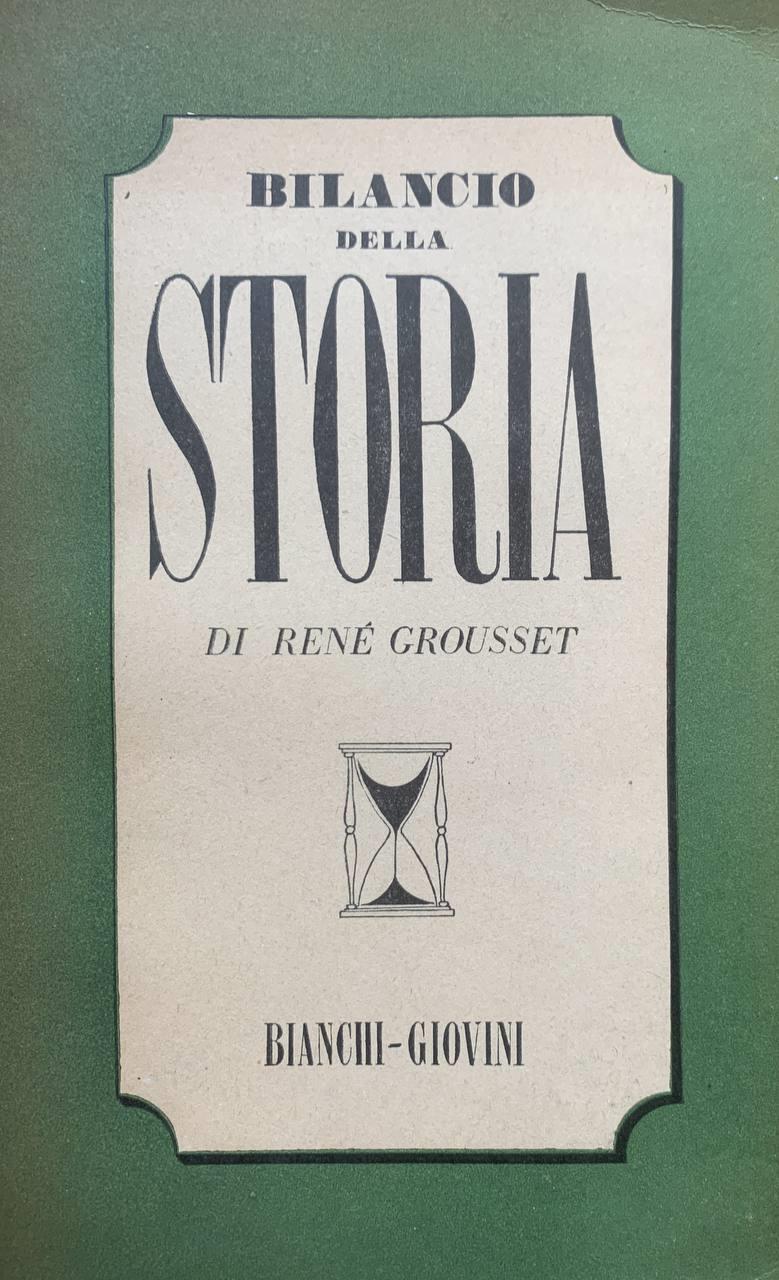 BILANCIO
DELLA
STORIA
DI RENÉ GROUSSET
BIANCHI-GIOVINI